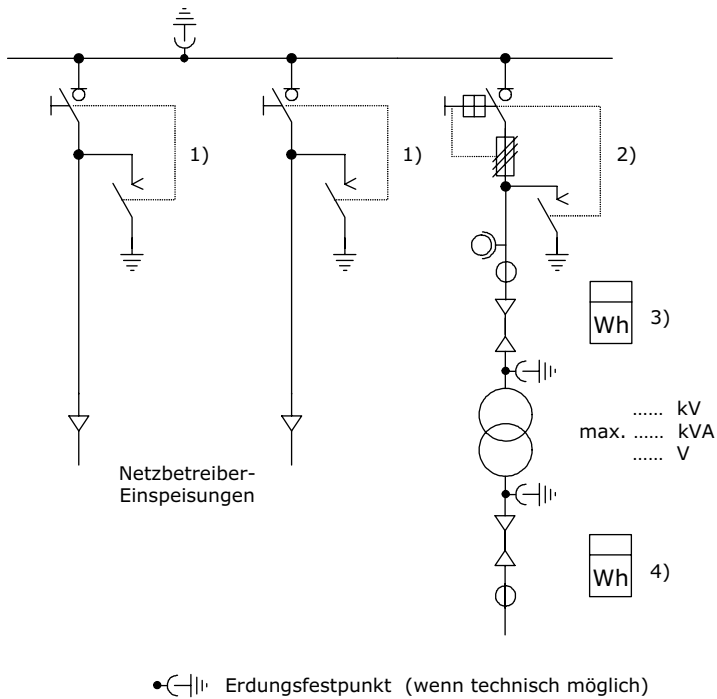 1)
1)
2)
Wh
3)
...... kV
max. ...... kVA
...... V
Netzbetreiber-
Einspeisungen
Wh
4)
Erdungsfestpunkt (wenn technisch möglich)